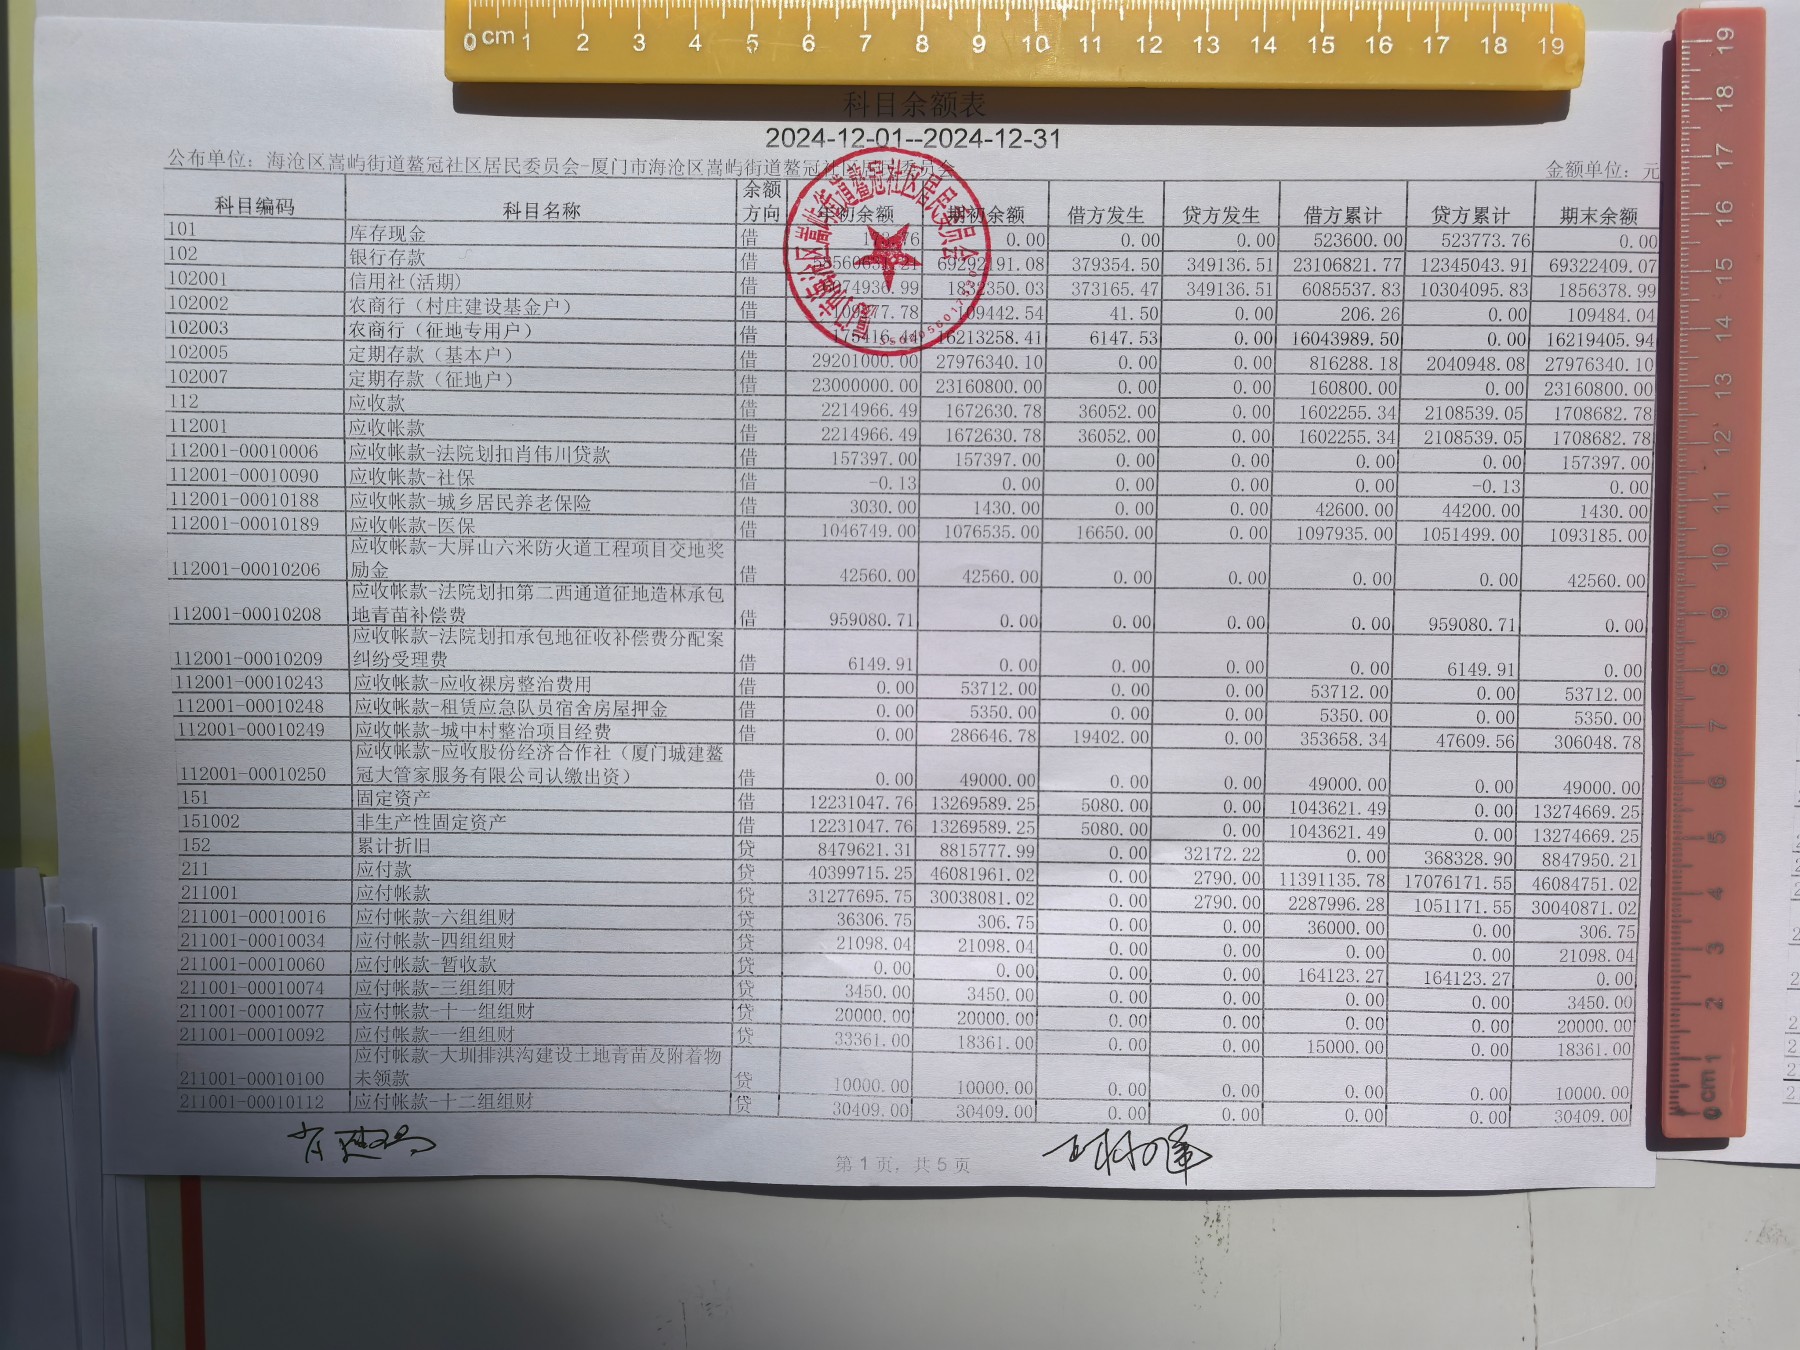 0 cm 1 2 3 4 5 6 7 8 9 10 11 12 13 14 15 16 17 18 19
科目余额表
2024-12-01--2024-12-31
公布单位：海沧区嵩屿街道鳌冠社区居民委员会-厦门市海沧区嵩屿街道鳌冠社区居民委员会 金额单位：元
科目编码 科目名称 余额方向 年初余额 期初余额 借方发生 贷方发生 借方累计 贷方累计 期末余额
101 库存现金 借 0.00 0.00 0.00 523600.00 523773.76 0.00
102 银行存款 借 69292191.08 379354.50 349136.51 23106821.77 12345043.91 69322409.07
102001 信用社(活期) 借 1832350.03 373165.47 349136.51 6085537.83 10304095.83 1856378.99
102002 农商行（村庄建设基金户） 借 109442.54 41.50 0.00 206.26 0.00 109484.04
102003 农商行（征地专用户） 借 175416.44 16213258.41 6147.53 0.00 16043989.50 0.00 16219405.94
102005 定期存款（基本户） 借 29201000.00 27976340.10 0.00 0.00 816288.18 2040948.08 27976340.10
102007 定期存款（征地户） 借 23000000.00 23160800.00 0.00 0.00 160800.00 0.00 23160800.00
112 应收款 借 2214966.49 1672630.78 36052.00 0.00 1602255.34 2108539.05 1708682.78
112001 应收帐款 借 2214966.49 1672630.78 36052.00 0.00 1602255.34 2108539.05 1708682.78
112001-00010006 应收帐款-法院划扣肖伟川贷款 借 157397.00 157397.00 0.00 0.00 0.00 0.00 157397.00
112001-00010090 应收帐款-社保 借 -0.13 0.00 0.00 0.00 0.00 -0.13 0.00
112001-00010188 应收帐款-城乡居民养老保险 借 3030.00 1430.00 0.00 0.00 42600.00 44200.00 1430.00
112001-00010189 应收帐款-医保 借 1046749.00 1076535.00 16650.00 0.00 1097935.00 1051499.00 1093185.00
应收帐款-大屏山六米防火道工程项目交地奖
112001-00010206 励金 借 42560.00 42560.00 0.00 0.00 0.00 0.00 42560.00
应收帐款-法院划扣第二西通道征地造林承包
112001-00010208 地青苗补偿费 借 959080.71 0.00 0.00 0.00 0.00 959080.71 0.00
应收帐款-法院划扣承包地征收补偿费分配案
112001-00010209 纠纷受理费 借 6149.91 0.00 0.00 0.00 0.00 6149.91 0.00
112001-00010243 应收帐款-应收裸房整治费用 借 0.00 53712.00 0.00 0.00 53712.00 0.00 53712.00
112001-00010248 应收帐款-租赁应急队员宿舍房屋押金 借 0.00 5350.00 0.00 0.00 5350.00 0.00 5350.00
112001-00010249 应收帐款-城中村整治项目经费 借 0.00 286646.78 19402.00 0.00 353658.34 47609.56 306048.78
应收帐款-应收股份经济合作社（厦门城建鳌
112001-00010250 冠大管家服务有限公司认缴出资） 借 0.00 49000.00 0.00 0.00 49000.00 0.00 49000.00
151 固定资产 借 12231047.76 13269589.25 5080.00 0.00 1043621.49 0.00 13274669.25
151002 非生产性固定资产 借 12231047.76 13269589.25 5080.00 0.00 1043621.49 0.00 13274669.25
152 累计折旧 贷 8479621.31 8815777.99 0.00 32172.22 0.00 368328.90 8847950.21
211 应付款 贷 40399715.25 46081961.02 0.00 2790.00 11391135.78 17076171.55 46084751.02
211001 应付帐款 贷 31277695.75 30038081.02 0.00 2790.00 2287996.28 1051171.55 30040871.02
211001-00010016 应付帐款-六组组财 贷 36306.75 306.75 0.00 0.00 36000.00 0.00 306.75
211001-00010034 应付帐款-四组组财 贷 21098.04 21098.04 0.00 0.00 0.00 0.00 21098.04
211001-00010060 应付帐款-暂收款 贷 0.00 0.00 0.00 0.00 164123.27 164123.27 0.00
211001-00010074 应付帐款-三组组财 贷 3450.00 3450.00 0.00 0.00 0.00 0.00 3450.00
211001-00010077 应付帐款-十一组组财 贷 20000.00 20000.00 0.00 0.00 0.00 0.00 20000.00
211001-00010092 应付帐款-一组组财 贷 33361.00 18361.00 0.00 0.00 15000.00 0.00 18361.00
应付帐款-大圳排洪沟建设土地青苗及附着物
211001-00010100 未领款 贷 10000.00 10000.00 0.00 0.00 0.00 0.00 10000.00
211001-00010112 应付帐款-十二组组财 贷 30409.00 30409.00 0.00 0.00 0.00 0.00 30409.00
第 1 页, 共 5 页
0 cm 1 2 3 4 5 6 7 8 9 10 11 12 13 14 15 16 17 18 19